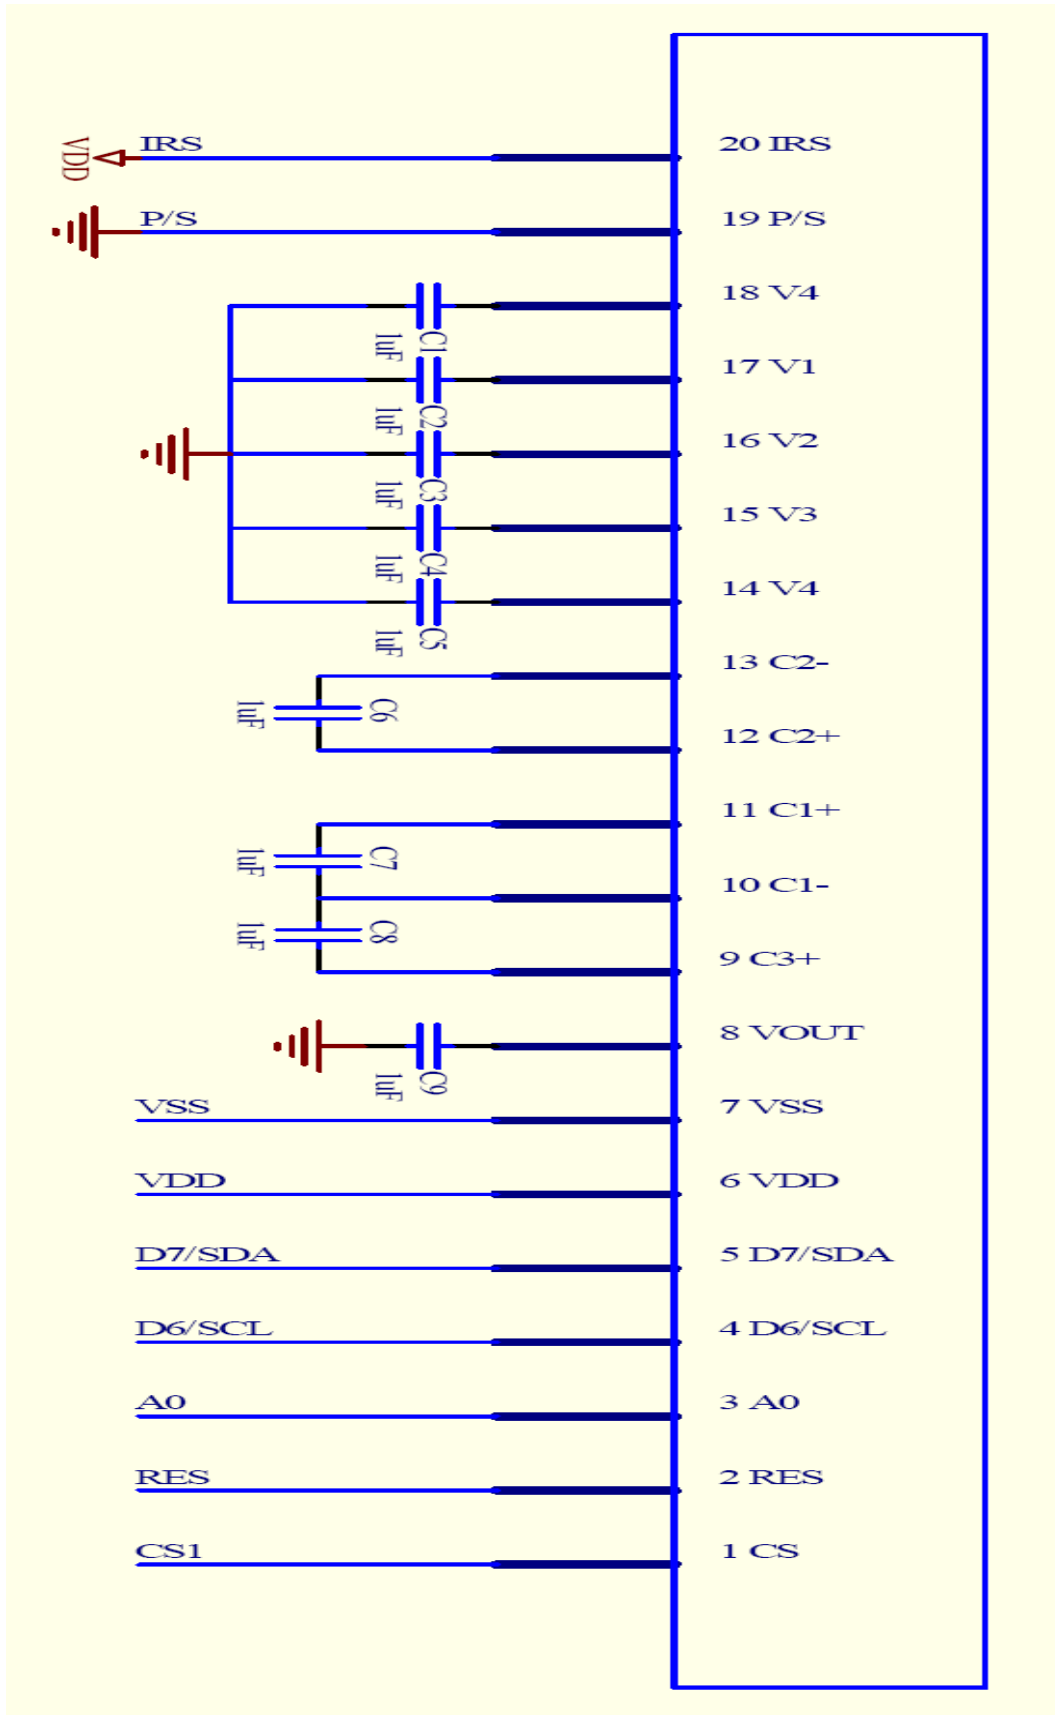 VDD
IRS
20 IRS
P/S
19 P/S
18 V4
C1
1uF
17 V1
C2
1uF
16 V2
C3
1uF
15 V3
C4
1uF
14 V4
C5
1uF
13 C2-
C6
1uF
12 C2+
11 C1+
C7
1uF
10 C1-
C8
1uF
9 C3+
8 VOUT
C9
1uF
VSS
7 VSS
VDD
6 VDD
D7/SDA
5 D7/SDA
D6/SCL
4 D6/SCL
A0
3 A0
RES
2 RES
CS1
1 CS